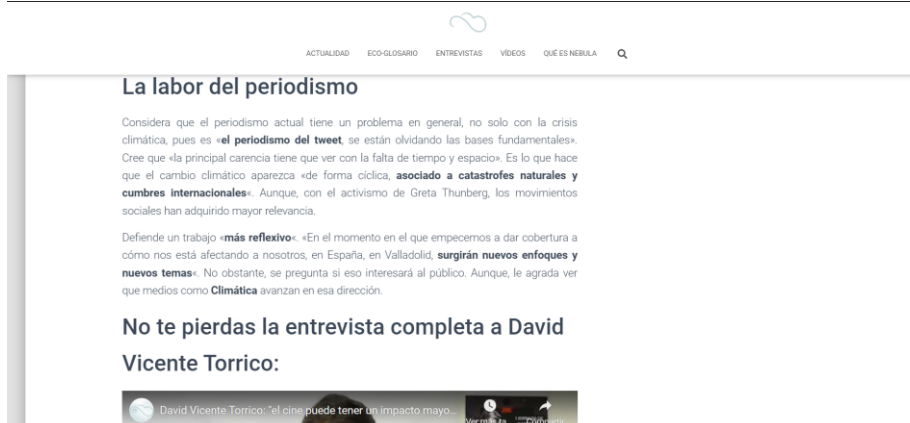 ACTUALIDAD ECO-GLOSARIO ENTREVISTAS VÍDEOS QUÉ ES NEBULA
La labor del periodismo
Considera que el periodismo actual tiene un problema en general, no solo con la crisis
climática, pues es «el periodismo del tweet, se están olvidando las bases fundamentales».
Cree que «la principal carencia tiene que ver con la falta de tiempo y espacio». Es lo que hace
que el cambio climático aparezca «de forma cíclica, asociado a catastrofes naturales y
cumbres internacionales«. Aunque, con el activismo de Greta Thunberg, los movimientos
sociales han adquirido mayor relevancia.
Defiende un trabajo «más reflexivo«. «En el momento en el que empecemos a dar cobertura a
cómo nos está afectando a nosotros, en España, en Valladolid, surgirán nuevos enfoques y
nuevos temas«. No obstante, se pregunta si eso interesará al público. Aunque, le agrada ver
que medios como Climática avanzan en esa dirección.
No te pierdas la entrevista completa a David
Vicente Torrico:
David Vicente Torrico: "el cine puede tener un impacto mayo...
Ver más ta... Compartir